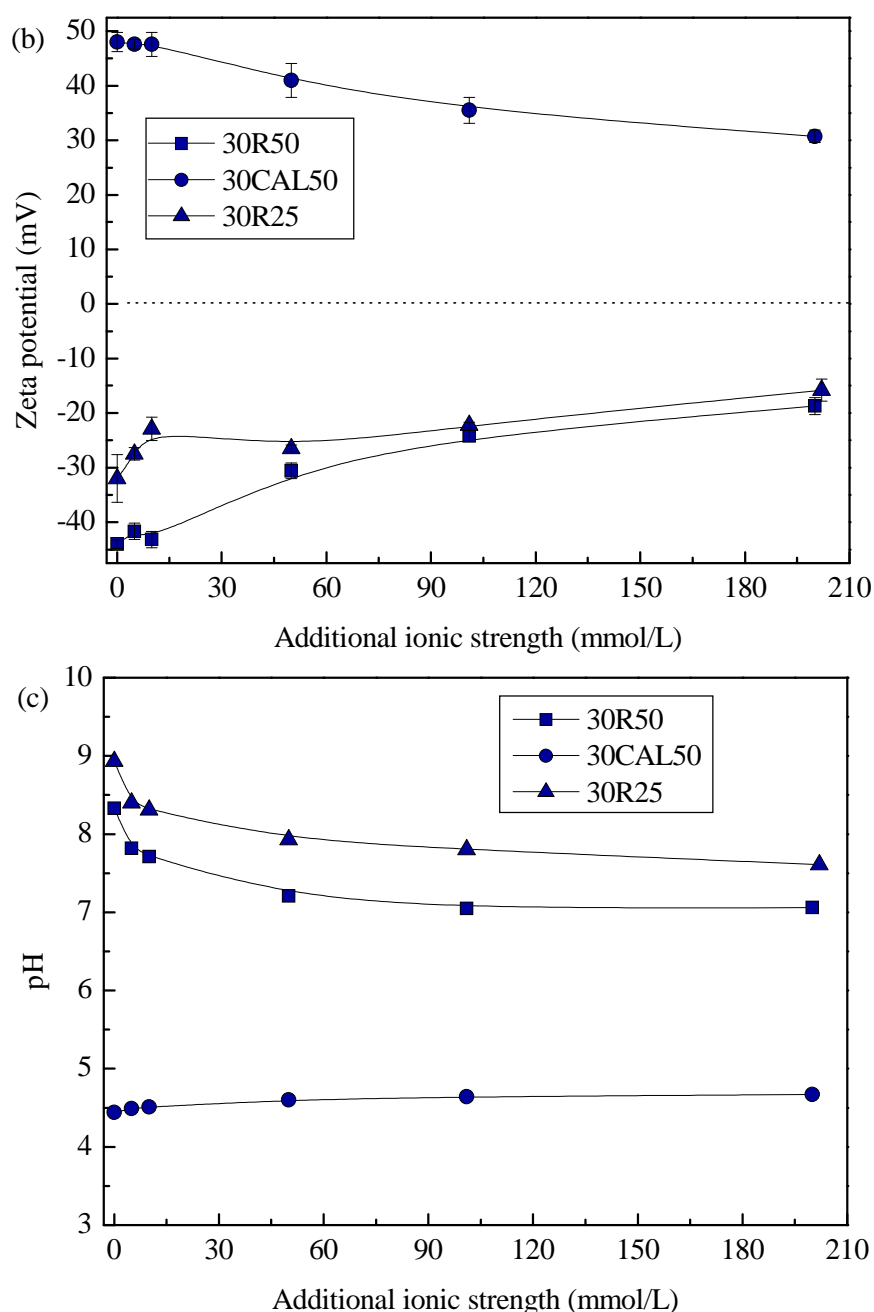 (b)
50
40
30
20
10
0
-10
-20
-30
-40
Zeta potential (mV)
30R50
30CAL50
30R25
0 30 60 90 120 150 180 210
Additional ionic strength (mmol/L)
(c)
10
9
8
7
6
5
4
3
pH
30R50
30CAL50
30R25
0 30 60 90 120 150 180 210
Additional ionic strength (mmol/L)